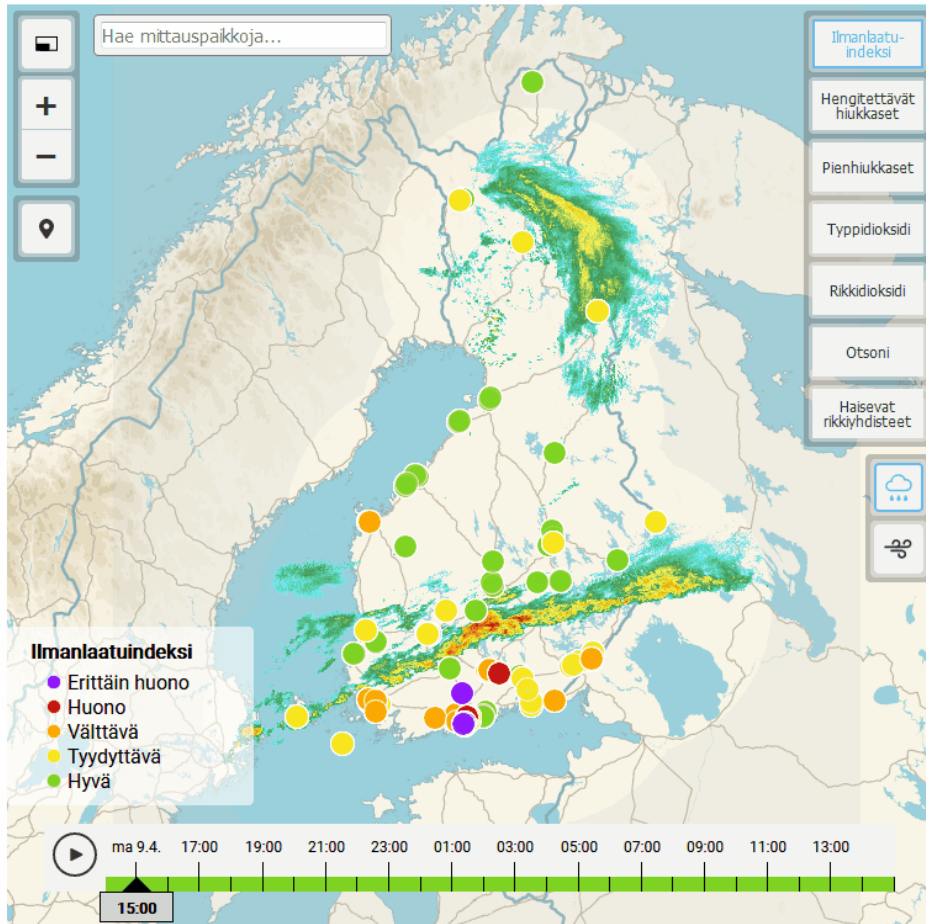 Hae mittauspaikkoja...
+
−
Ilmanlaatu-
indeksi
Hengitettävät
hiukkaset
Pienhiukkaset
Typpidioksidi
Rikkidioksidi
Otsoni
Haisevat
rikkiyhdisteet
Ilmanlaatuindeksi
Erittäin huono
Huono
Välttävä
Tyydyttävä
Hyvä
ma 9.4. 17:00 19:00 21:00 23:00 01:00 03:00 05:00 07:00 09:00 11:00 13:00
15:00